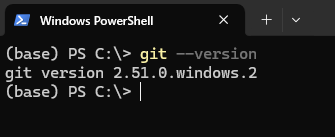 Windows PowerShell
(base) PS C:\> git --version
git version 2.51.0.windows.2
(base) PS C:\>